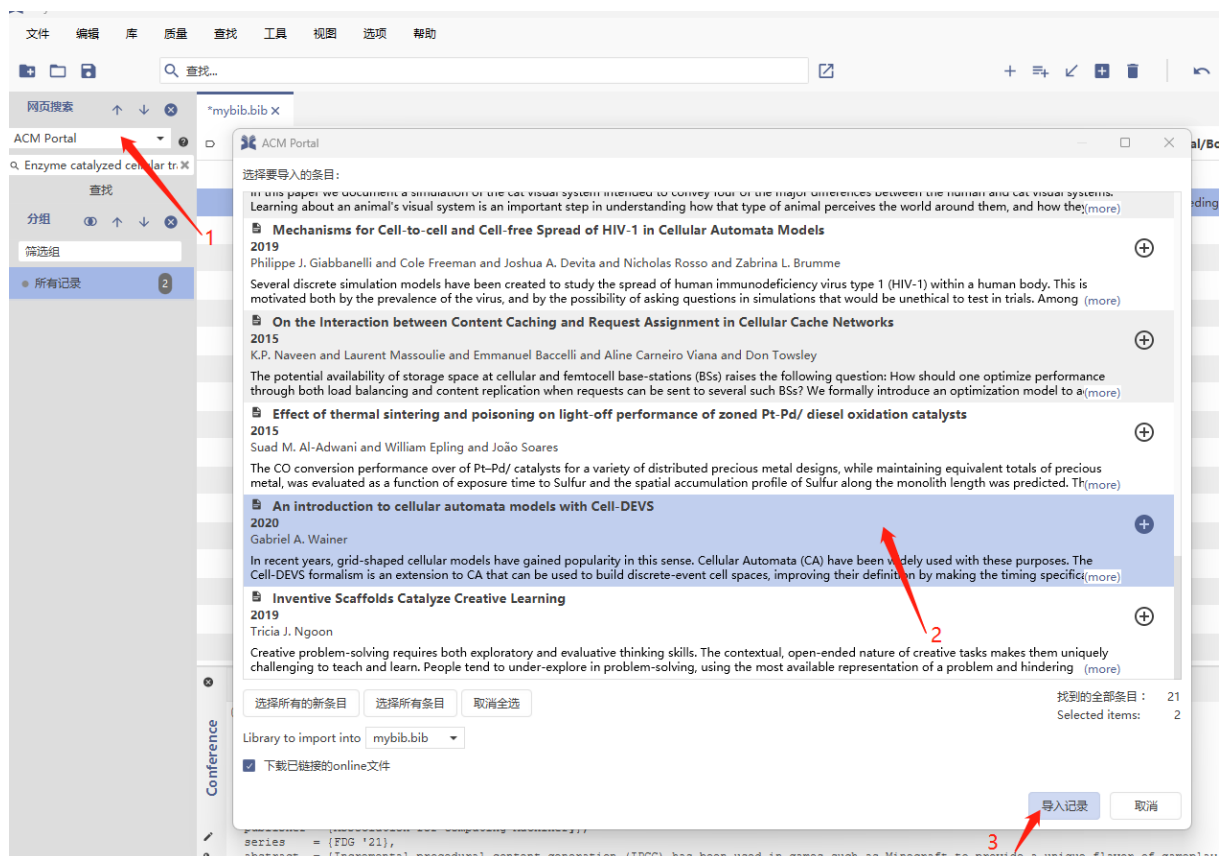 文件 编辑 库 质量 查找 工具 视图 选项 帮助
查找...
网页搜索
*mybib.bib
ACM Portal
Enzyme catalyzed cellular tr
查找
分组
筛选组
所有记录 2
1
ACM Portal
选择要导入的条目:
in this paper we document a simulation of the cat visual system intended to convey four of the major differences between the human and cat visual systems.
Learning about an animal's visual system is an important step in understanding how that type of animal perceives the world around them, and how they(more)
Mechanisms for Cell-to-cell and Cell-free Spread of HIV-1 in Cellular Automata Models
2019
Philippe J. Giabbanelli and Cole Freeman and Joshua A. Devita and Nicholas Rosso and Zabrina L. Brumme
Several discrete simulation models have been created to study the spread of human immunodeficiency virus type 1 (HIV-1) within a human body. This is
motivated both by the prevalence of the virus, and by the possibility of asking questions in simulations that would be unethical to test in trials. Among (more)
On the Interaction between Content Caching and Request Assignment in Cellular Cache Networks
2015
K.P. Naveen and Laurent Massoulie and Emmanuel Baccelli and Aline Carneiro Viana and Don Towsley
The potential availability of storage space at cellular and femtocell base-stations (BSs) raises the following question: How should one optimize performance
through both load balancing and content replication when requests can be sent to several such BSs? We formally introduce an optimization model to a(more)
Effect of thermal sintering and poisoning on light-off performance of zoned Pt-Pd/ diesel oxidation catalysts
2015
Suad M. Al-Adwani and William Epling and João Soares
The CO conversion performance over of Pt–Pd/ catalysts for a variety of distributed precious metal designs, while maintaining equivalent totals of precious
metal, was evaluated as a function of exposure time to Sulfur and the spatial accumulation profile of Sulfur along the monolith length was predicted. Th(more)
An introduction to cellular automata models with Cell-DEVS
2020
Gabriel A. Wainer
In recent years, grid-shaped cellular models have gained popularity in this sense. Cellular Automata (CA) have been widely used with these purposes. The
Cell-DEVS formalism is an extension to CA that can be used to build discrete-event cell spaces, improving their definition by making the timing specifica(more)
Inventive Scaffolds Catalyze Creative Learning
2019
Tricia J. Ngoon
2
Creative problem-solving requires both exploratory and evaluative thinking skills. The contextual, open-ended nature of creative tasks makes them uniquely
challenging to teach and learn. People tend to under-explore in problem-solving, using the most available representation of a problem and hindering (more)
选择所有的新条目 选择所有条目 取消全选
找到的全部条目： 21
Selected items: 2
Library to import into mybib.bib
下载已链接的online文件
导入记录 取消
3
Conference
al/Bo
eding
series = {FDG '21},